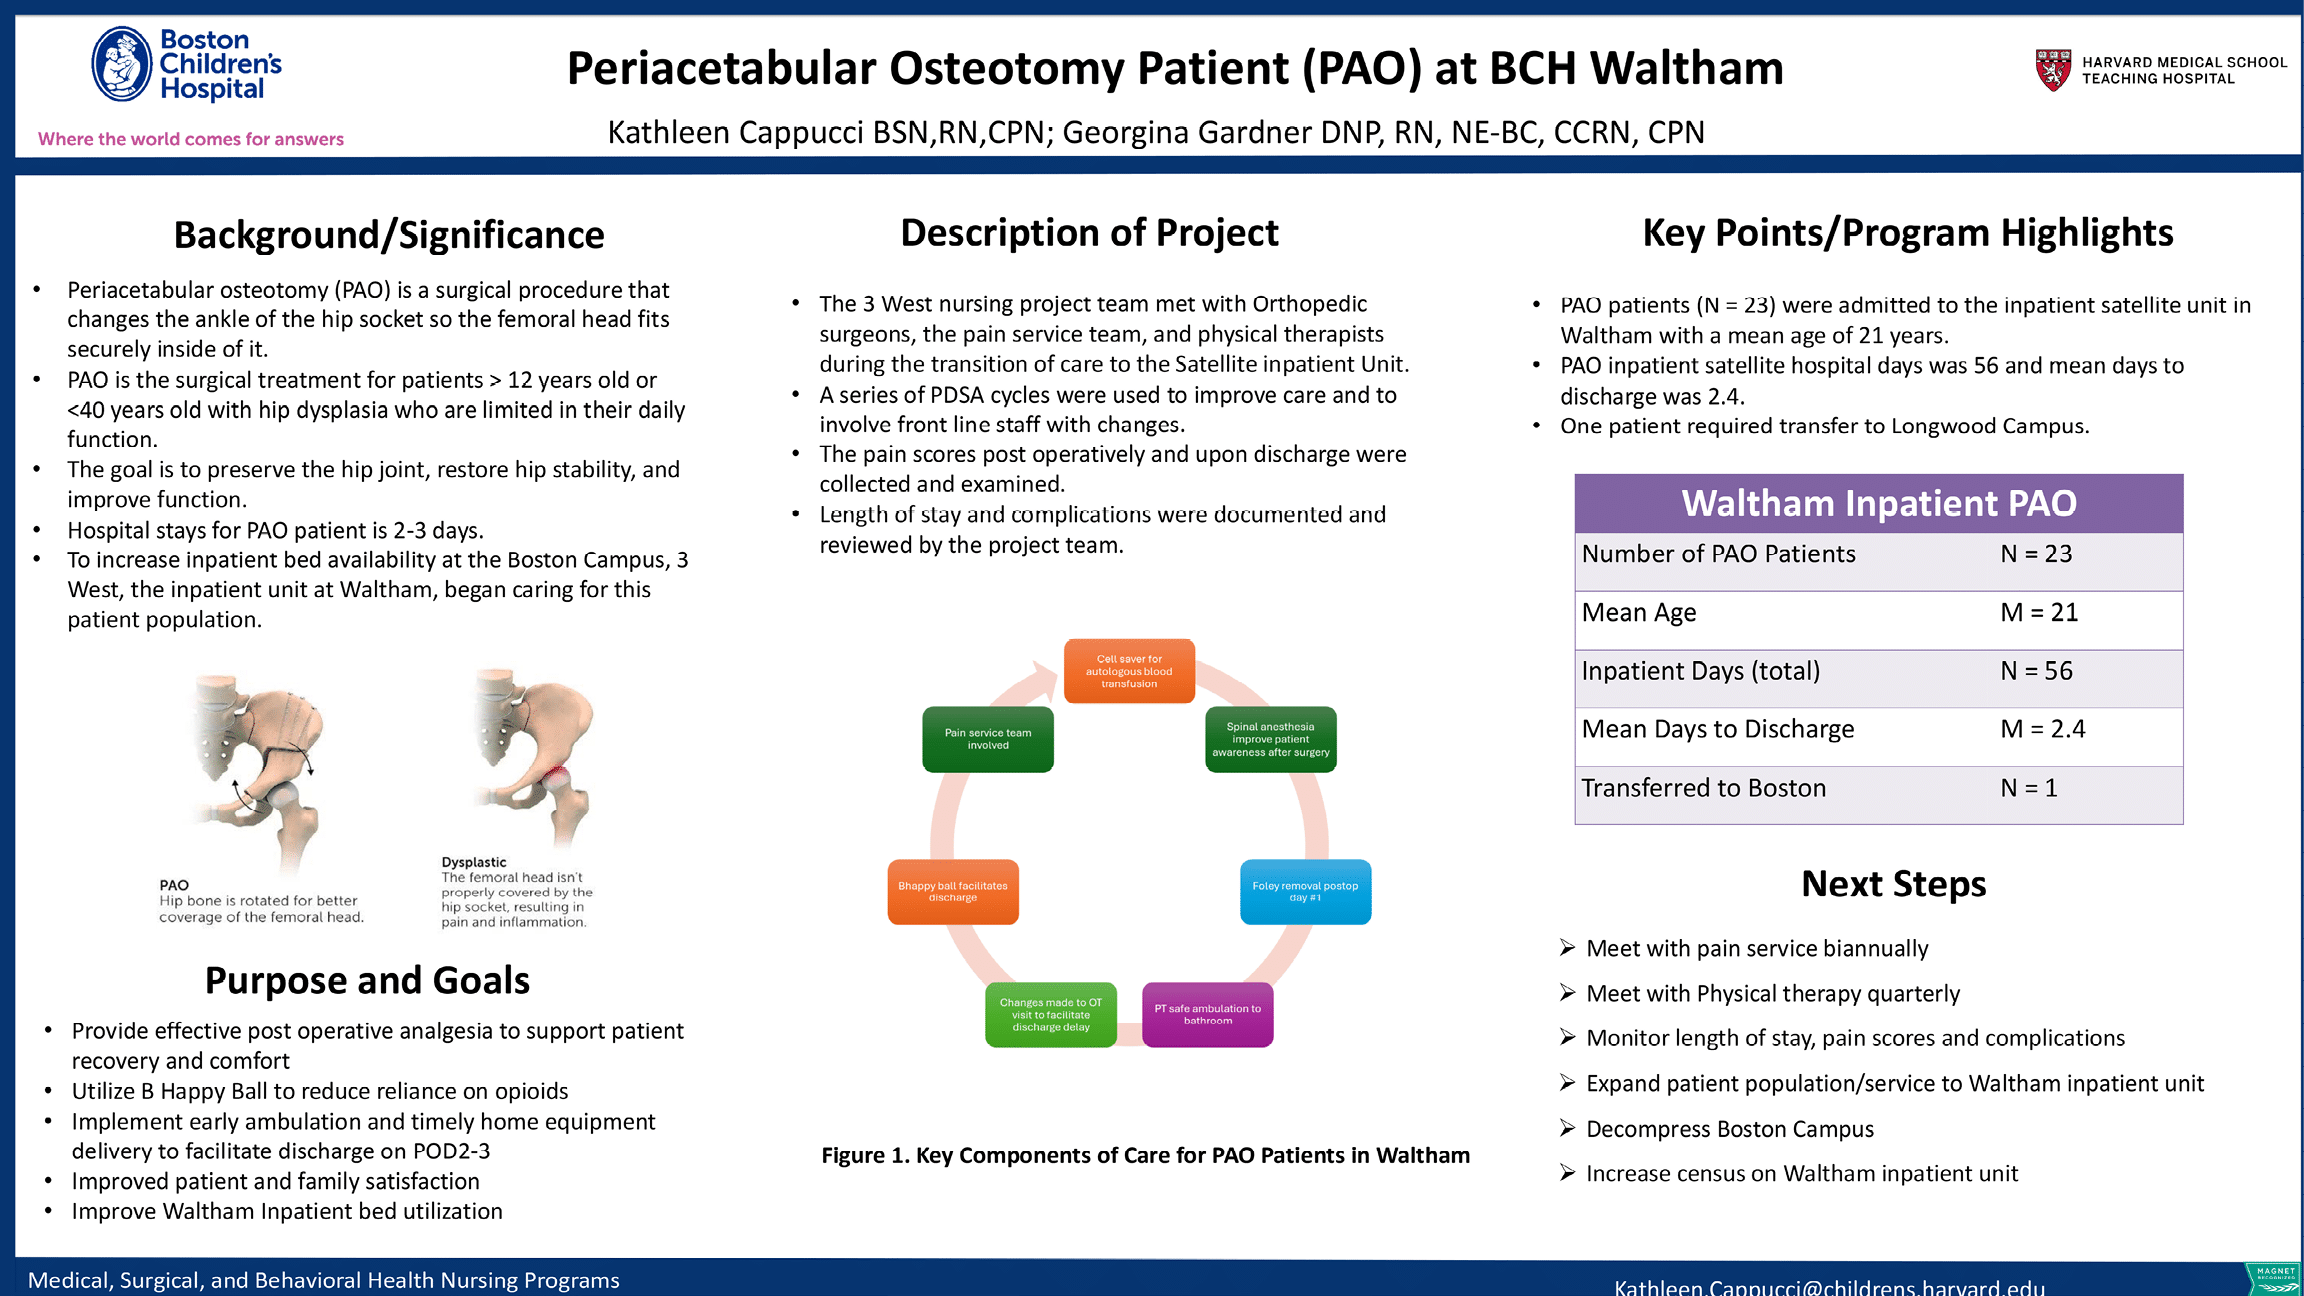 Boston
Children's
Hospital
Where the world comes for answers
Periacetabular Osteotomy Patient (PAO) at BCH Waltham
Kathleen Cappucci BSN,RN,CPN; Georgina Gardner DNP, RN, NE-BC, CCRN, CPN
HARVARD MEDICAL SCHOOL
TEACHING HOSPITAL
Background/Significance
• Periacetabular osteotomy (PAO) is a surgical procedure that
changes the ankle of the hip socket so the femoral head fits
securely inside of it.
• PAO is the surgical treatment for patients > 12 years old or
<40 years old with hip dysplasia who are limited in their daily
function.
• The goal is to preserve the hip joint, restore hip stability, and
improve function.
• Hospital stays for PAO patient is 2-3 days.
• To increase inpatient bed availability at the Boston Campus, 3
West, the inpatient unit at Waltham, began caring for this
patient population.
PAO
Hip bone is rotated for better
coverage of the femoral head.
Dysplastic
The femoral head isn't
properly covered by the
hip socket, resulting in
pain and inflammation.
Purpose and Goals
• Provide effective post operative analgesia to support patient
recovery and comfort
• Utilize B Happy Ball to reduce reliance on opioids
• Implement early ambulation and timely home equipment
delivery to facilitate discharge on POD2-3
• Improved patient and family satisfaction
• Improve Waltham Inpatient bed utilization
Description of Project
• The 3 West nursing project team met with Orthopedic
surgeons, the pain service team, and physical therapists
during the transition of care to the Satellite inpatient Unit.
• A series of PDSA cycles were used to improve care and to
involve front line staff with changes.
• The pain scores post operatively and upon discharge were
collected and examined.
• Length of stay and complications were documented and
reviewed by the project team.
Cell saver for
autologous blood
transfusion
Spinal anesthesia
improve patient
awareness after surgery
Foley removal postop
day #1
PT safe ambulation to
bathroom
Changes made to OT
visit to facilitate
discharge delay
Bhappy ball facilitates
discharge
Pain service team
involved
Figure 1. Key Components of Care for PAO Patients in Waltham
Key Points/Program Highlights
• PAO patients (N = 23) were admitted to the inpatient satellite unit in
Waltham with a mean age of 21 years.
• PAO inpatient satellite hospital days was 56 and mean days to
discharge was 2.4.
• One patient required transfer to Longwood Campus.
Waltham Inpatient PAO
Number of PAO Patients N = 23
Mean Age M = 21
Inpatient Days (total) N = 56
Mean Days to Discharge M = 2.4
Transferred to Boston N = 1
Next Steps
➢ Meet with pain service biannually
➢ Meet with Physical therapy quarterly
➢ Monitor length of stay, pain scores and complications
➢ Expand patient population/service to Waltham inpatient unit
➢ Decompress Boston Campus
➢ Increase census on Waltham inpatient unit
Medical, Surgical, and Behavioral Health Nursing Programs
Kathleen.Cappucci@childrens.harvard.edu
MAGNET
RECOGNIZED